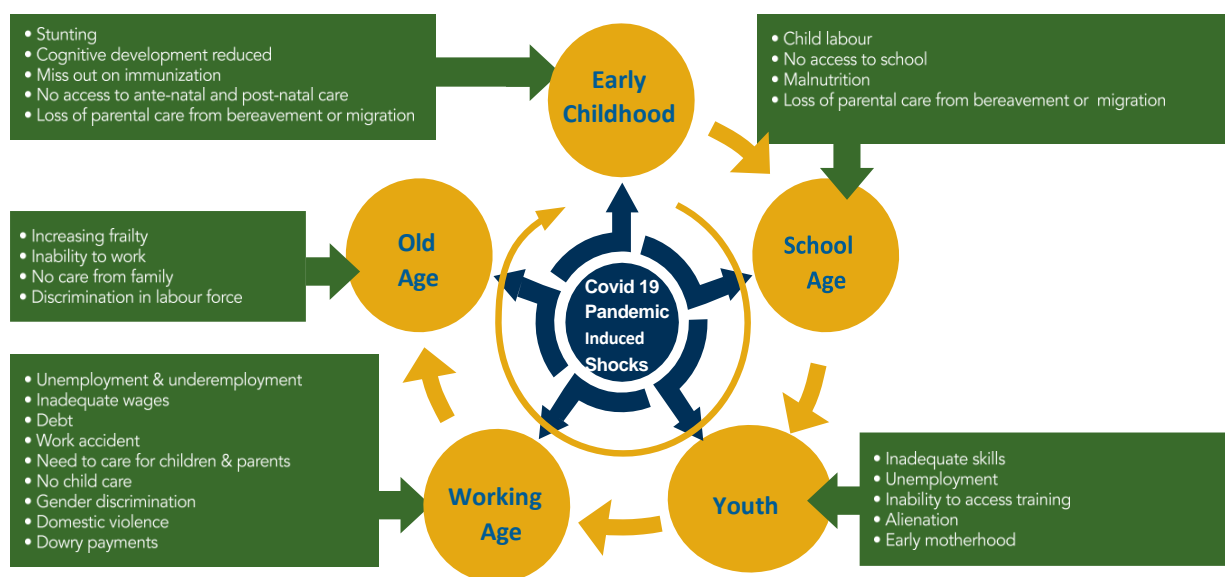 • Stunting
• Cognitive development reduced
• Miss out on immunization
• No access to ante-natal and post-natal care
• Loss of parental care from bereavement or migration
Early
Childhood
• Child labour
• No access to school
• Malnutrition
• Loss of parental care from bereavement or migration
• Increasing frailty
• Inability to work
• No care from family
• Discrimination in labour force
Old
Age
Covid 19
Pandemic
Induced
Shocks
School
Age
• Unemployment & underemployment
• Inadequate wages
• Debt
• Work accident
• Need to care for children & parents
• No child care
• Gender discrimination
• Domestic violence
• Dowry payments
Working
Age
Youth
• Inadequate skills
• Unemployment
• Inability to access training
• Alienation
• Early motherhood